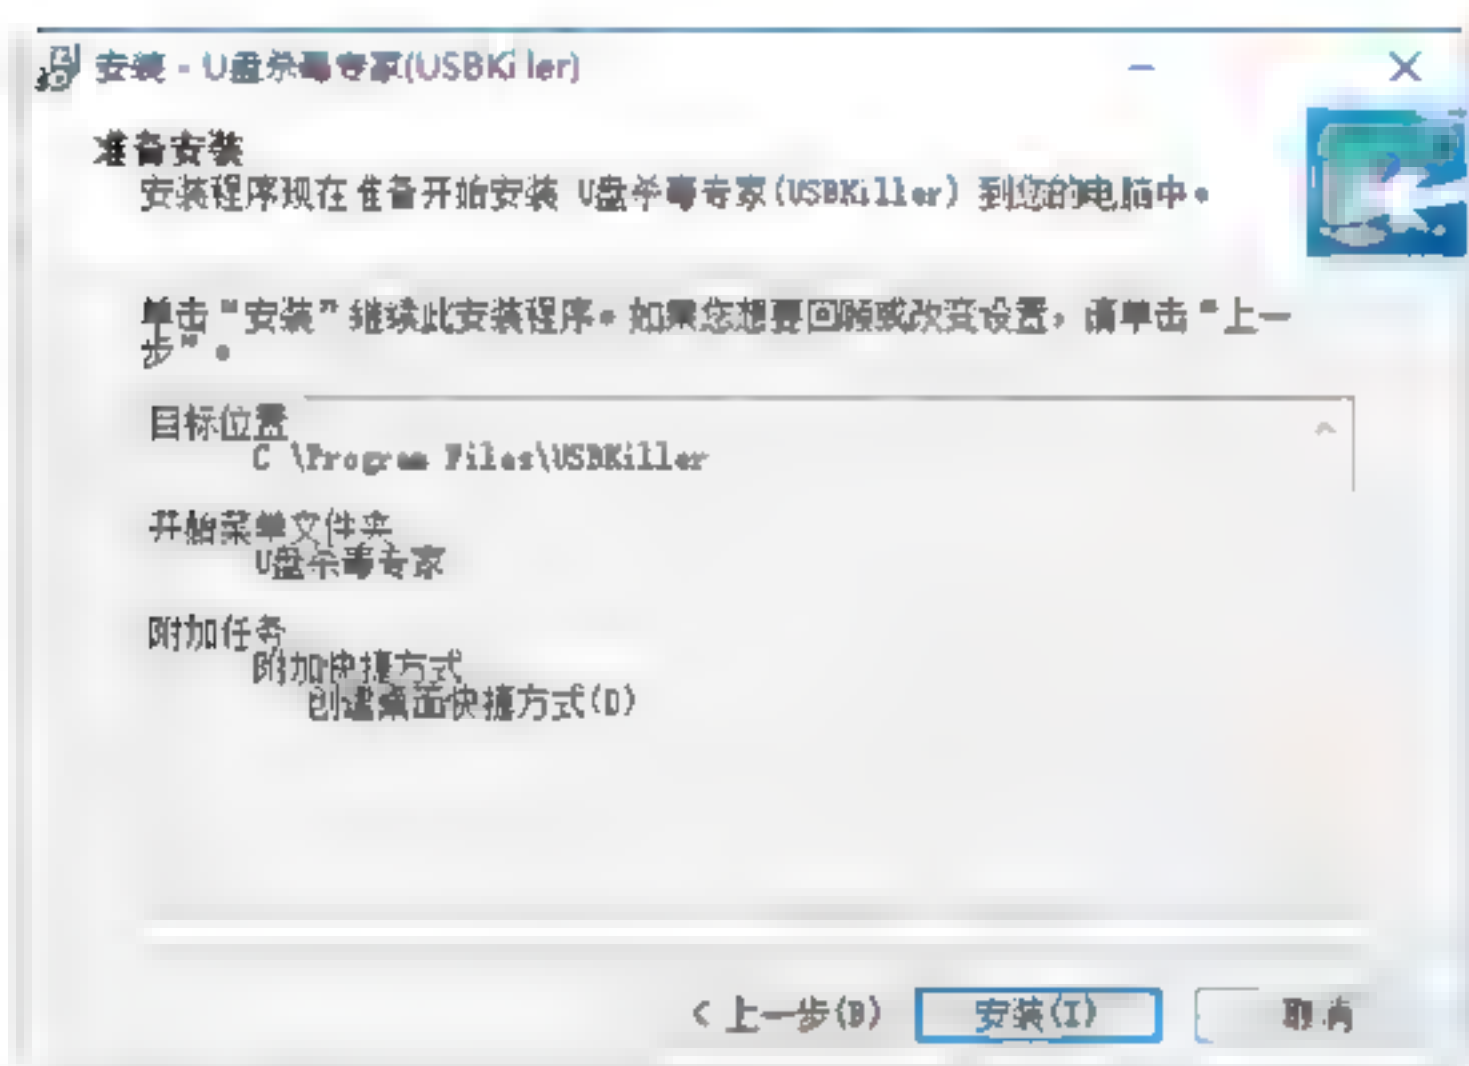 安装 - U盘杀毒专家(USBKiller)
准备安装
安装程序现在准备开始安装 U盘杀毒专家(USBKiller) 到您的电脑中。
单击“安装”继续此安装程序。如果您想要回顾或改变设置，请单击“上一
步”。
目标位置
C:\Program Files\USBKiller
开始菜单文件夹
U盘杀毒专家
附加任务
附加快捷方式
创建桌面快捷方式(D)
< 上一步(B) 安装(I) 取消